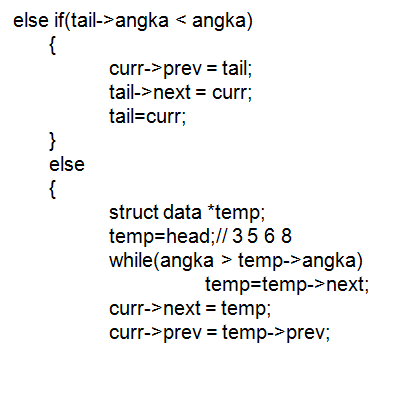 else if(tail->angka < angka)
{
curr->prev = tail;
tail->next = curr;
tail=curr;
}
else
{
struct data *temp;
temp=head;// 3 5 6 8
while(angka > temp->angka)
temp=temp->next;
curr->next = temp;
curr->prev = temp->prev;